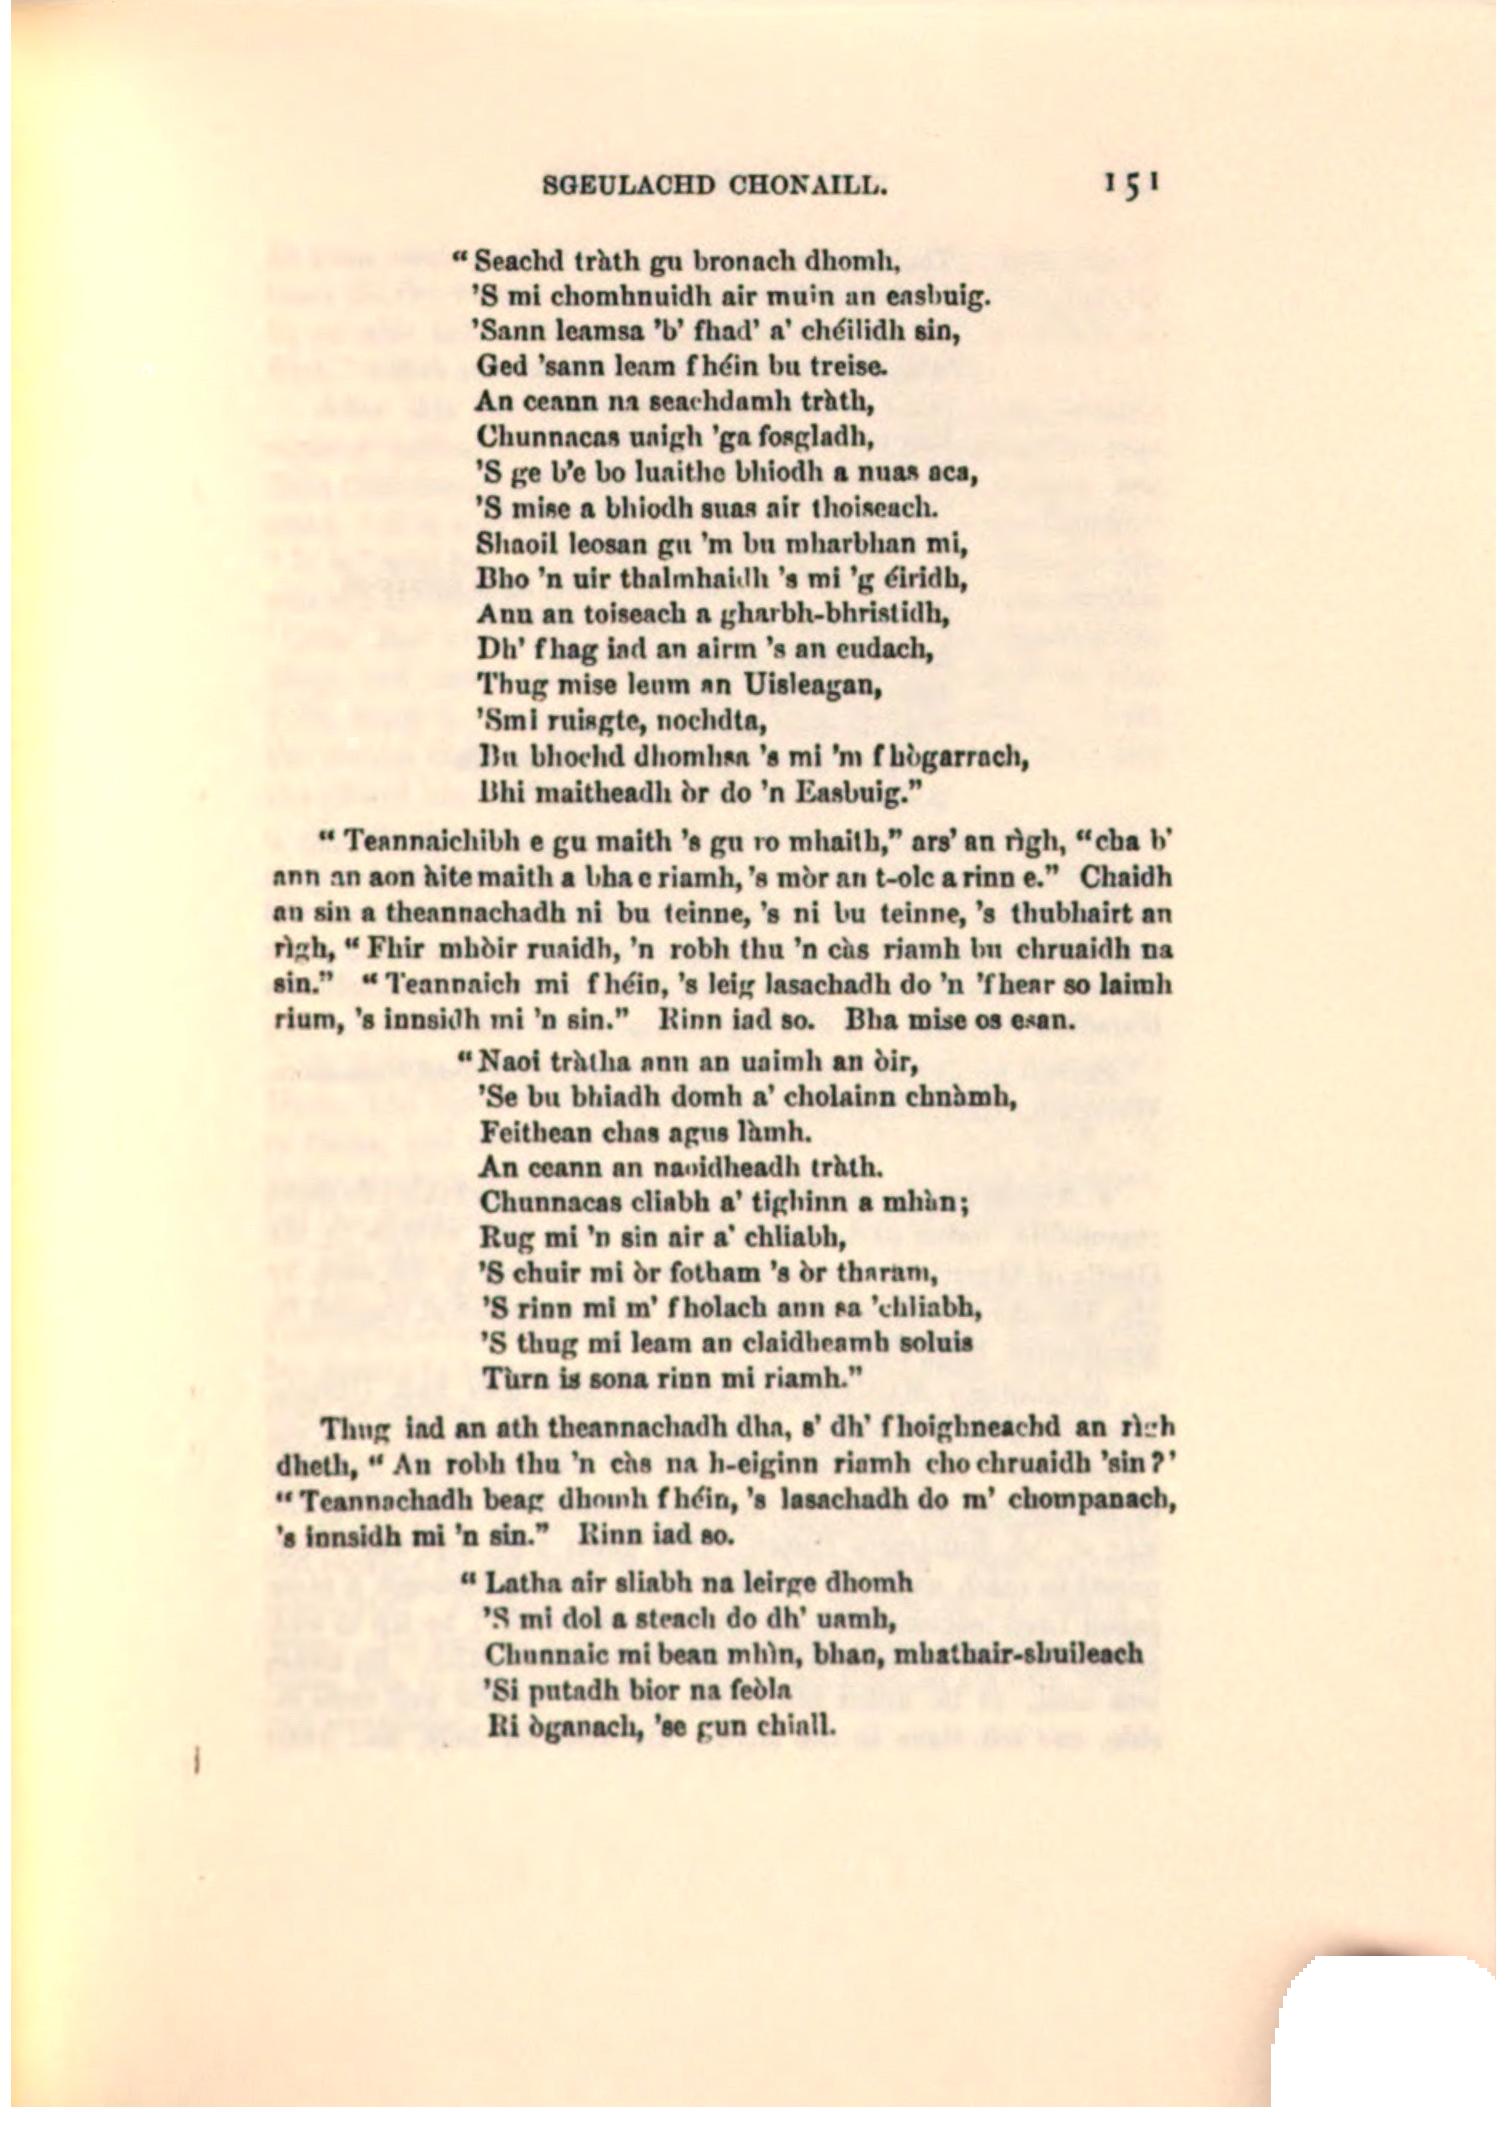 SGEULACHD CHONAILL. 151
“Seachd tràth gu bronach dhomh,
’S mi chomhnuidh air muin an easbuig.
’Sann leamsa ’b’ fhad’ a’ chéilidh sin,
Ged ’sann leam fhéin bu treise.
An ceann na seachdamh tràth,
Chunnacas uaigh ’ga fosgladh,
’S ge b’e bo luaithe bhiodh a nuas aca,
’S mise a bhiodh suas air thoiseach.
Shaoil leosan gu ’m bu mharbhan mi,
Bho ’n uir thalmhaidh ’s mi ’g éiridh,
Ann an toiseach a gharbh-bhristidh,
Dh’ fhag iad an airm ’s an eudach,
Thug mise leum an Uisleagan,
’Smi ruisgte, nochdta,
Bu bhochd dhomhsa ’s mi ’m fhògarrach,
Bhi maitheadh òr do ’n Easbuig.”
“Teannaichibh e gu maith ’s gu ro mhaith,” ars’ an rìgh, “cha b’
ann an aon àite maith a bha e riamh, ’s mòr an t-olc a rinn e.” Chaidh
an sin a theannachadh ni bu teinne, ’s ni bu teinne, ’s thubhairt an
rìgh, “Fhir mhòir ruaidh, ’n robh thu ’n càs riamh bu chruaidh na
sin.” “Teannaich mi fhéin, ’s leig lasachadh do ’n ’fhear so laimh
rium, ’s innsidh mi ’n sin.” Rinn iad so. Bha mise os esan.
“Naoi tràtha ann an uaimh an òir,
’Se bu bhiadh domh a’ cholainn chnàmh,
Feithean chas agus làmh.
An ceann an naoidheadh tràth.
Chunnacas cliabh a’ tighinn a mhàn;
Rug mi ’n sin air a’ chliabh,
’S chuir mi òr fotham ’s òr tharam,
’S rinn mi m’ fholach ann sa ’chliabh,
’S thug mi leam an claidheamh soluis
Tùrn is sona rinn mi riamh.”
Thug iad an ath theannachadh dha, s’ dh’ fhoighneachd an rìgh
dheth, “An robh thu ’n càs na h-eiginn riamh cho chruaidh ’sin?’
“Teannachadh beag dhomh fhéin, ’s lasachadh do m’ chompanach,
’s innsidh mi ’n sin.” Rinn iad so.
“Latha air sliabh na leirge dhomh
’S mi dol a steach do dh’ uamh,
Chunnaic mi bean mhìn, bhan, mhathair-shuileach
’Si putadh bior na feòla
Ri òganach, ’se gun chiall.